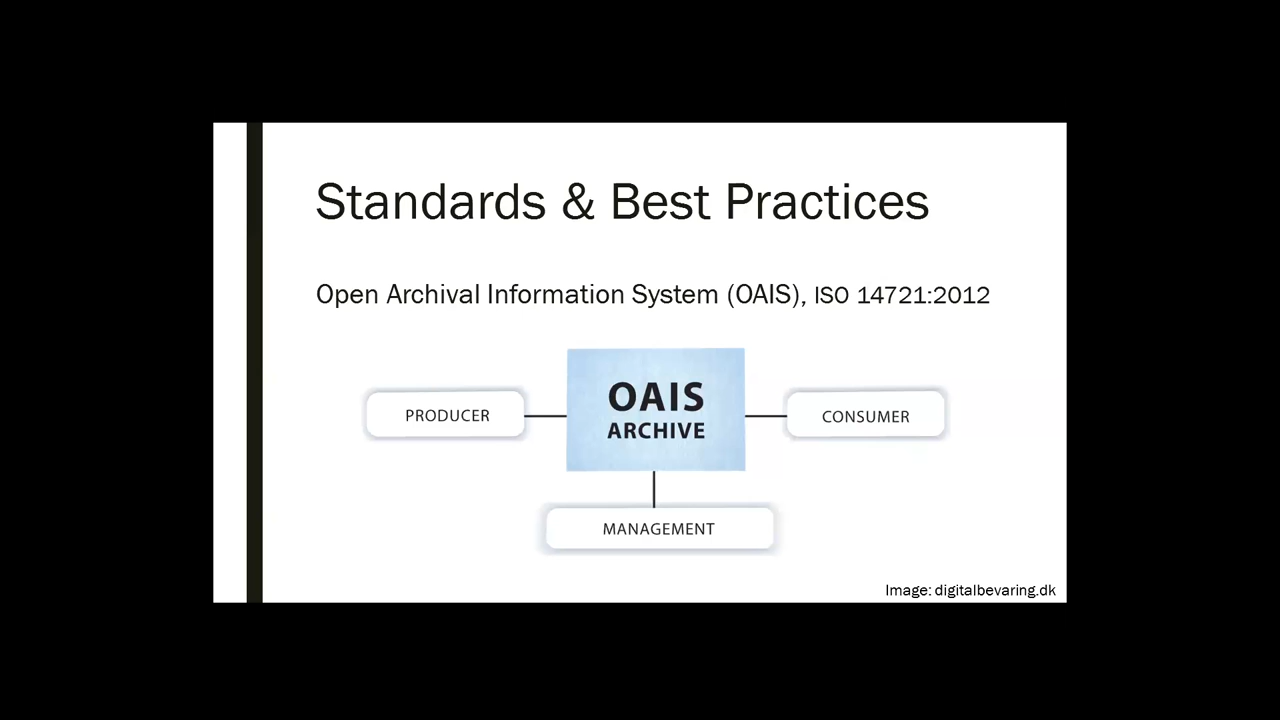 Standards & Best Practices
Open Archival Information System (OAIS), ISO 14721:2012
OAIS
ARCHIVE
PRODUCER
CONSUMER
MANAGEMENT
Image: digitalbevaring.dk